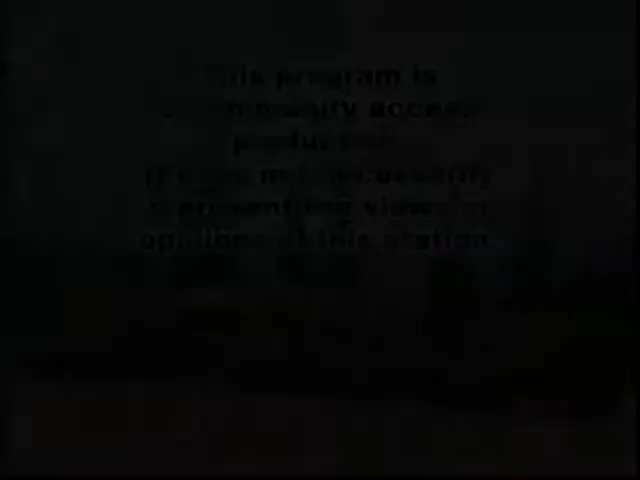 This program is
a community access
production.
It does not necessarily
represent the views or
opinions of this station